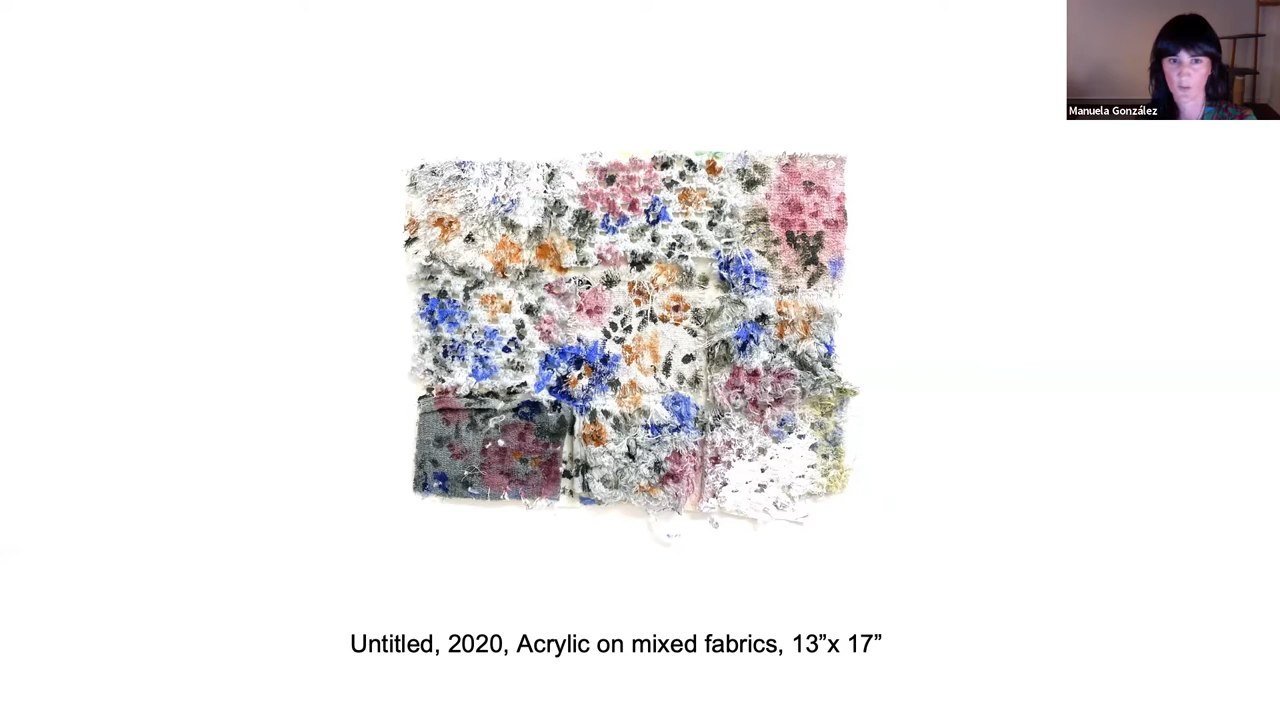 Manuela González
Untitled, 2020, Acrylic on mixed fabrics, 13”x 17”